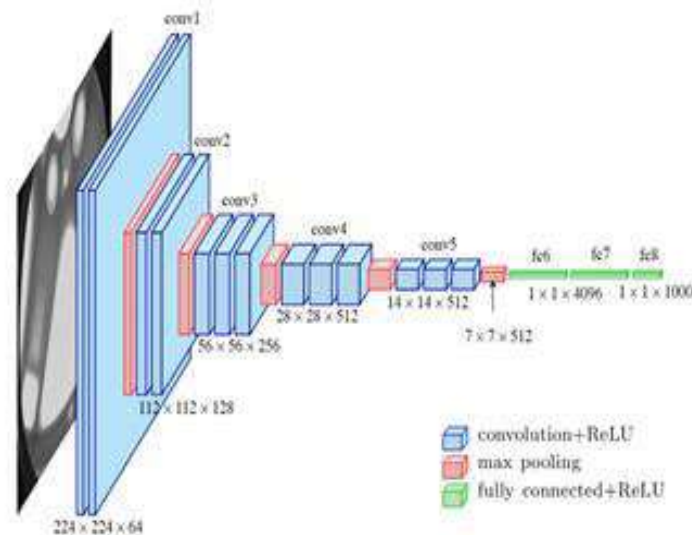 conv1
conv2
conv3
conv4
conv5
fc6
fc7
fc8
1 × 1 × 4096
1 × 1 × 1000
14 × 14 × 512
28 × 28 × 512
7 × 7 × 512
56 × 56 × 256
112 × 112 × 128
224 × 224 × 64
convolution+ReLU
max pooling
fully connected+ReLU